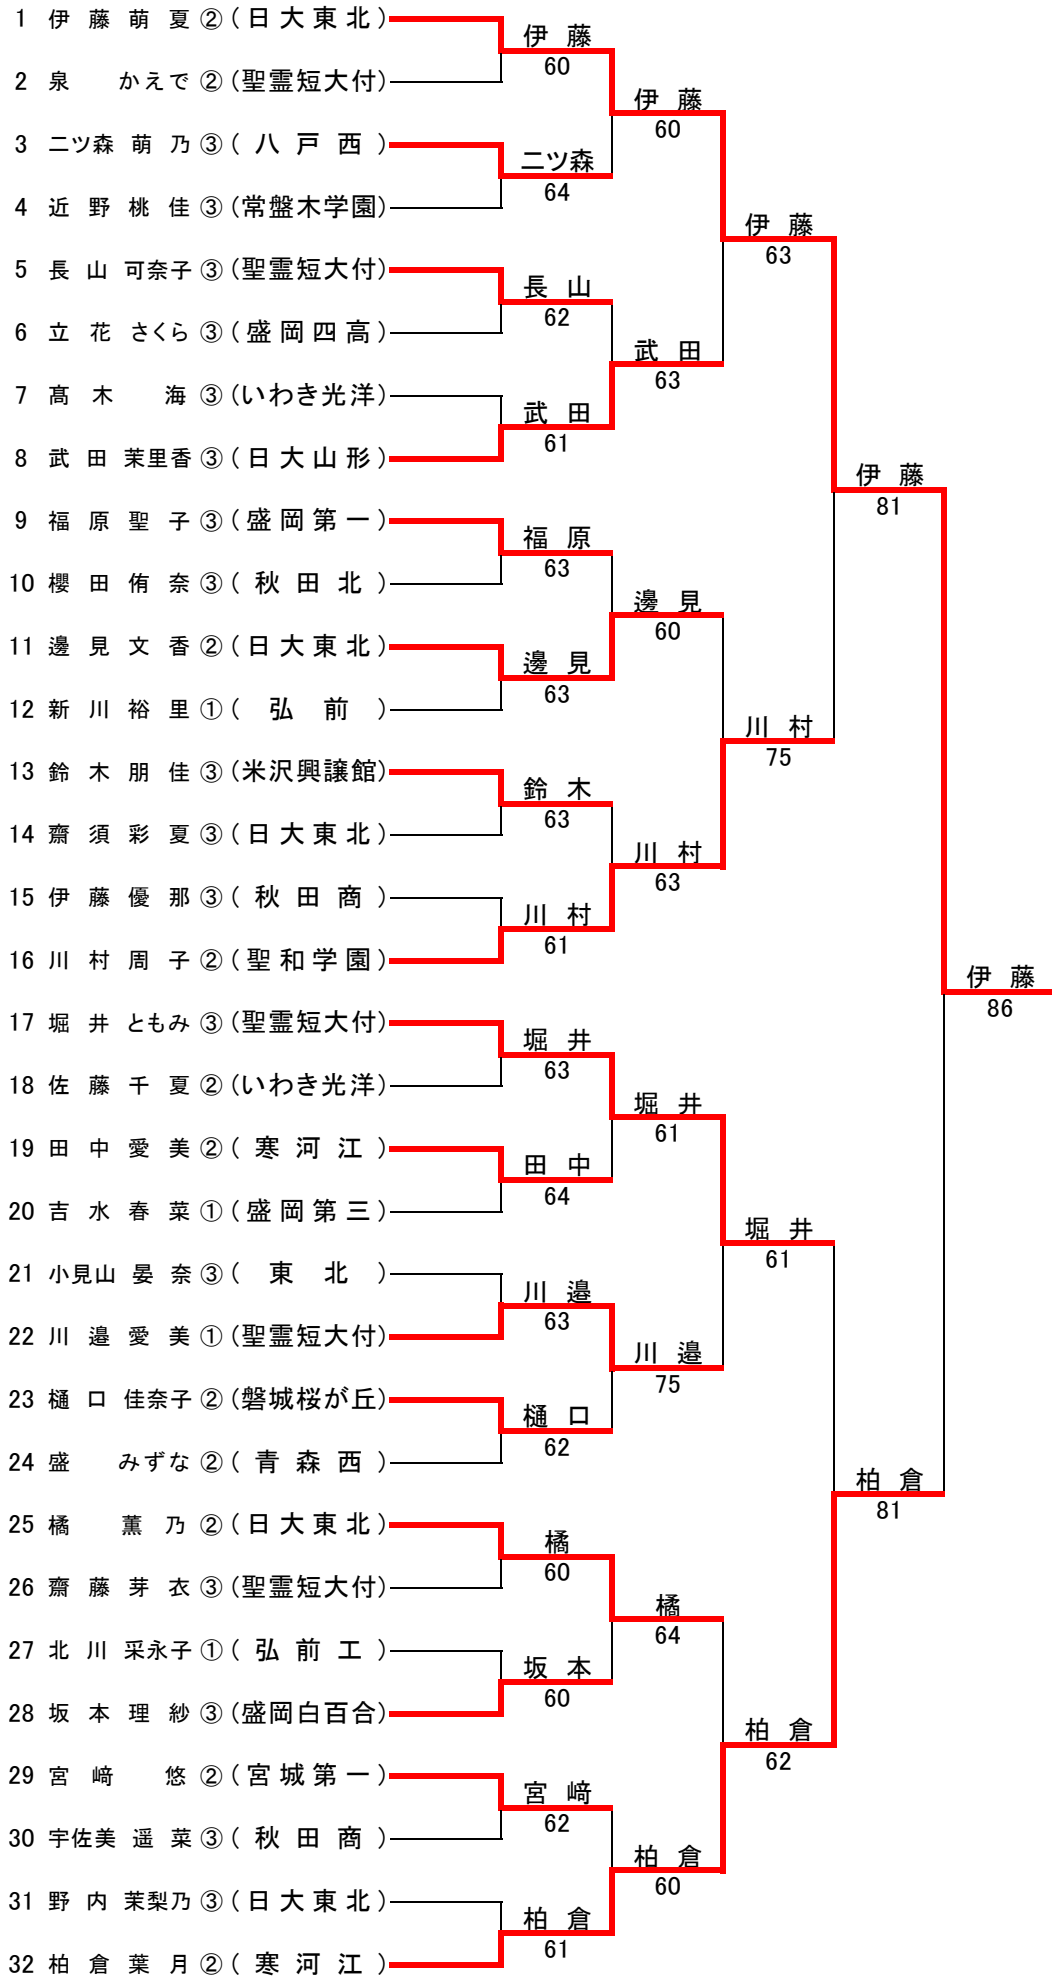 1 伊 藤 萌 夏 ② ( 日 大 東 北 )
伊 藤
60
2 泉 かえで ② (聖霊短大付)
伊 藤
60
3 二ツ森 萌 乃 ③ ( 八 戸 西 )
二ツ森
64
4 近 野 桃 佳 ③ (常盤木学園)
伊 藤
63
5 長 山 可奈子 ③ (聖霊短大付)
長 山
62
6 立 花 さくら ③ ( 盛 岡 四 高 )
武 田
63
7 髙 木 海 ③ (いわき光洋)
武 田
61
8 武 田 茉里香 ③ ( 日 大 山 形 )
伊 藤
81
9 福 原 聖 子 ③ ( 盛 岡 第 一 )
福 原
63
10 櫻 田 侑 奈 ③ ( 秋 田 北 )
邊 見
60
11 邊 見 文 香 ② ( 日 大 東 北 )
邊 見
63
12 新 川 裕 里 ① ( 弘 前 )
川 村
75
13 鈴 木 朋 佳 ③ (米沢興譲館)
鈴 木
63
14 齋 須 彩 夏 ③ ( 日 大 東 北 )
川 村
63
15 伊 藤 優 那 ③ ( 秋 田 商 )
川 村
61
16 川 村 周 子 ② ( 聖 和 学 園 )
伊 藤
86
17 堀 井 ともみ ③ (聖霊短大付)
堀 井
63
18 佐 藤 千 夏 ② (いわき光洋)
堀 井
61
19 田 中 愛 美 ② ( 寒 河 江 )
田 中
64
20 吉 水 春 菜 ① ( 盛 岡 第 三 )
堀 井
61
21 小見山 晏 奈 ③ ( 東 北 )
川 邉
63
22 川 邉 愛 美 ① (聖霊短大付)
川 邉
75
23 樋 口 佳奈子 ② (磐城桜が丘)
樋 口
62
24 盛 みずな ② ( 青 森 西 )
柏 倉
81
25 橘 薫 乃 ② ( 日 大 東 北 )
橘
60
26 齋 藤 芽 衣 ③ (聖霊短大付)
橘
64
27 北 川 采永子 ① ( 弘 前 工 )
坂 本
60
28 坂 本 理 紗 ③ (盛岡白百合)
柏 倉
62
29 宮 﨑 悠 ② ( 宮 城 第 一 )
宮 﨑
62
30 宇佐美 遥 菜 ③ ( 秋 田 商 )
柏 倉
60
31 野 内 茉梨乃 ③ ( 日 大 東 北 )
柏 倉
61
32 柏 倉 葉 月 ② ( 寒 河 江 )